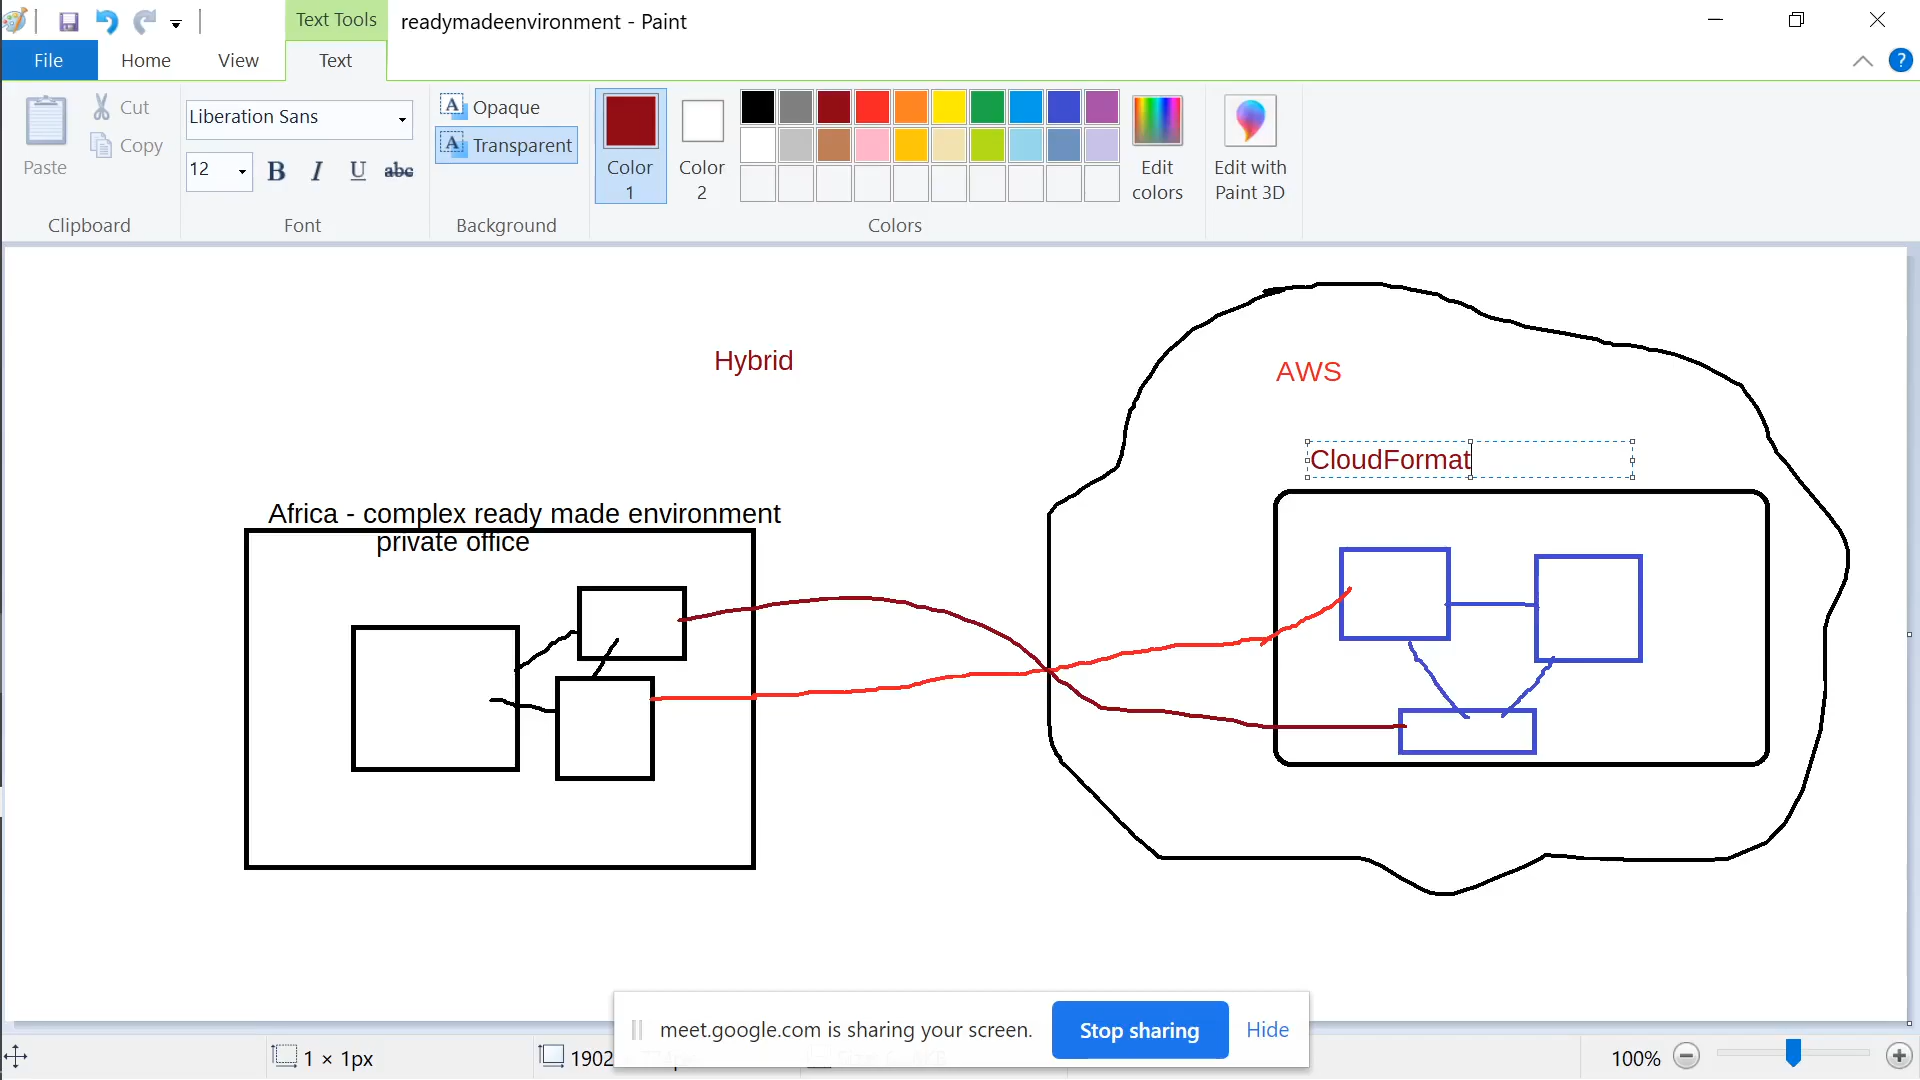 Text Tools
readymadeenvironment - Paint
File
Home
View
Text
?
Paste
Cut
Copy
Clipboard
Liberation Sans
12
B I U abc
Font
A Opaque
A Transparent
Background
Color 1
Color 2
Edit colors
Colors
Edit with Paint 3D
Hybrid
AWS
CloudFormat
Africa - complex ready made environment
private office
meet.google.com is sharing your screen.
Stop sharing
Hide
1 × 1px
1902
100%